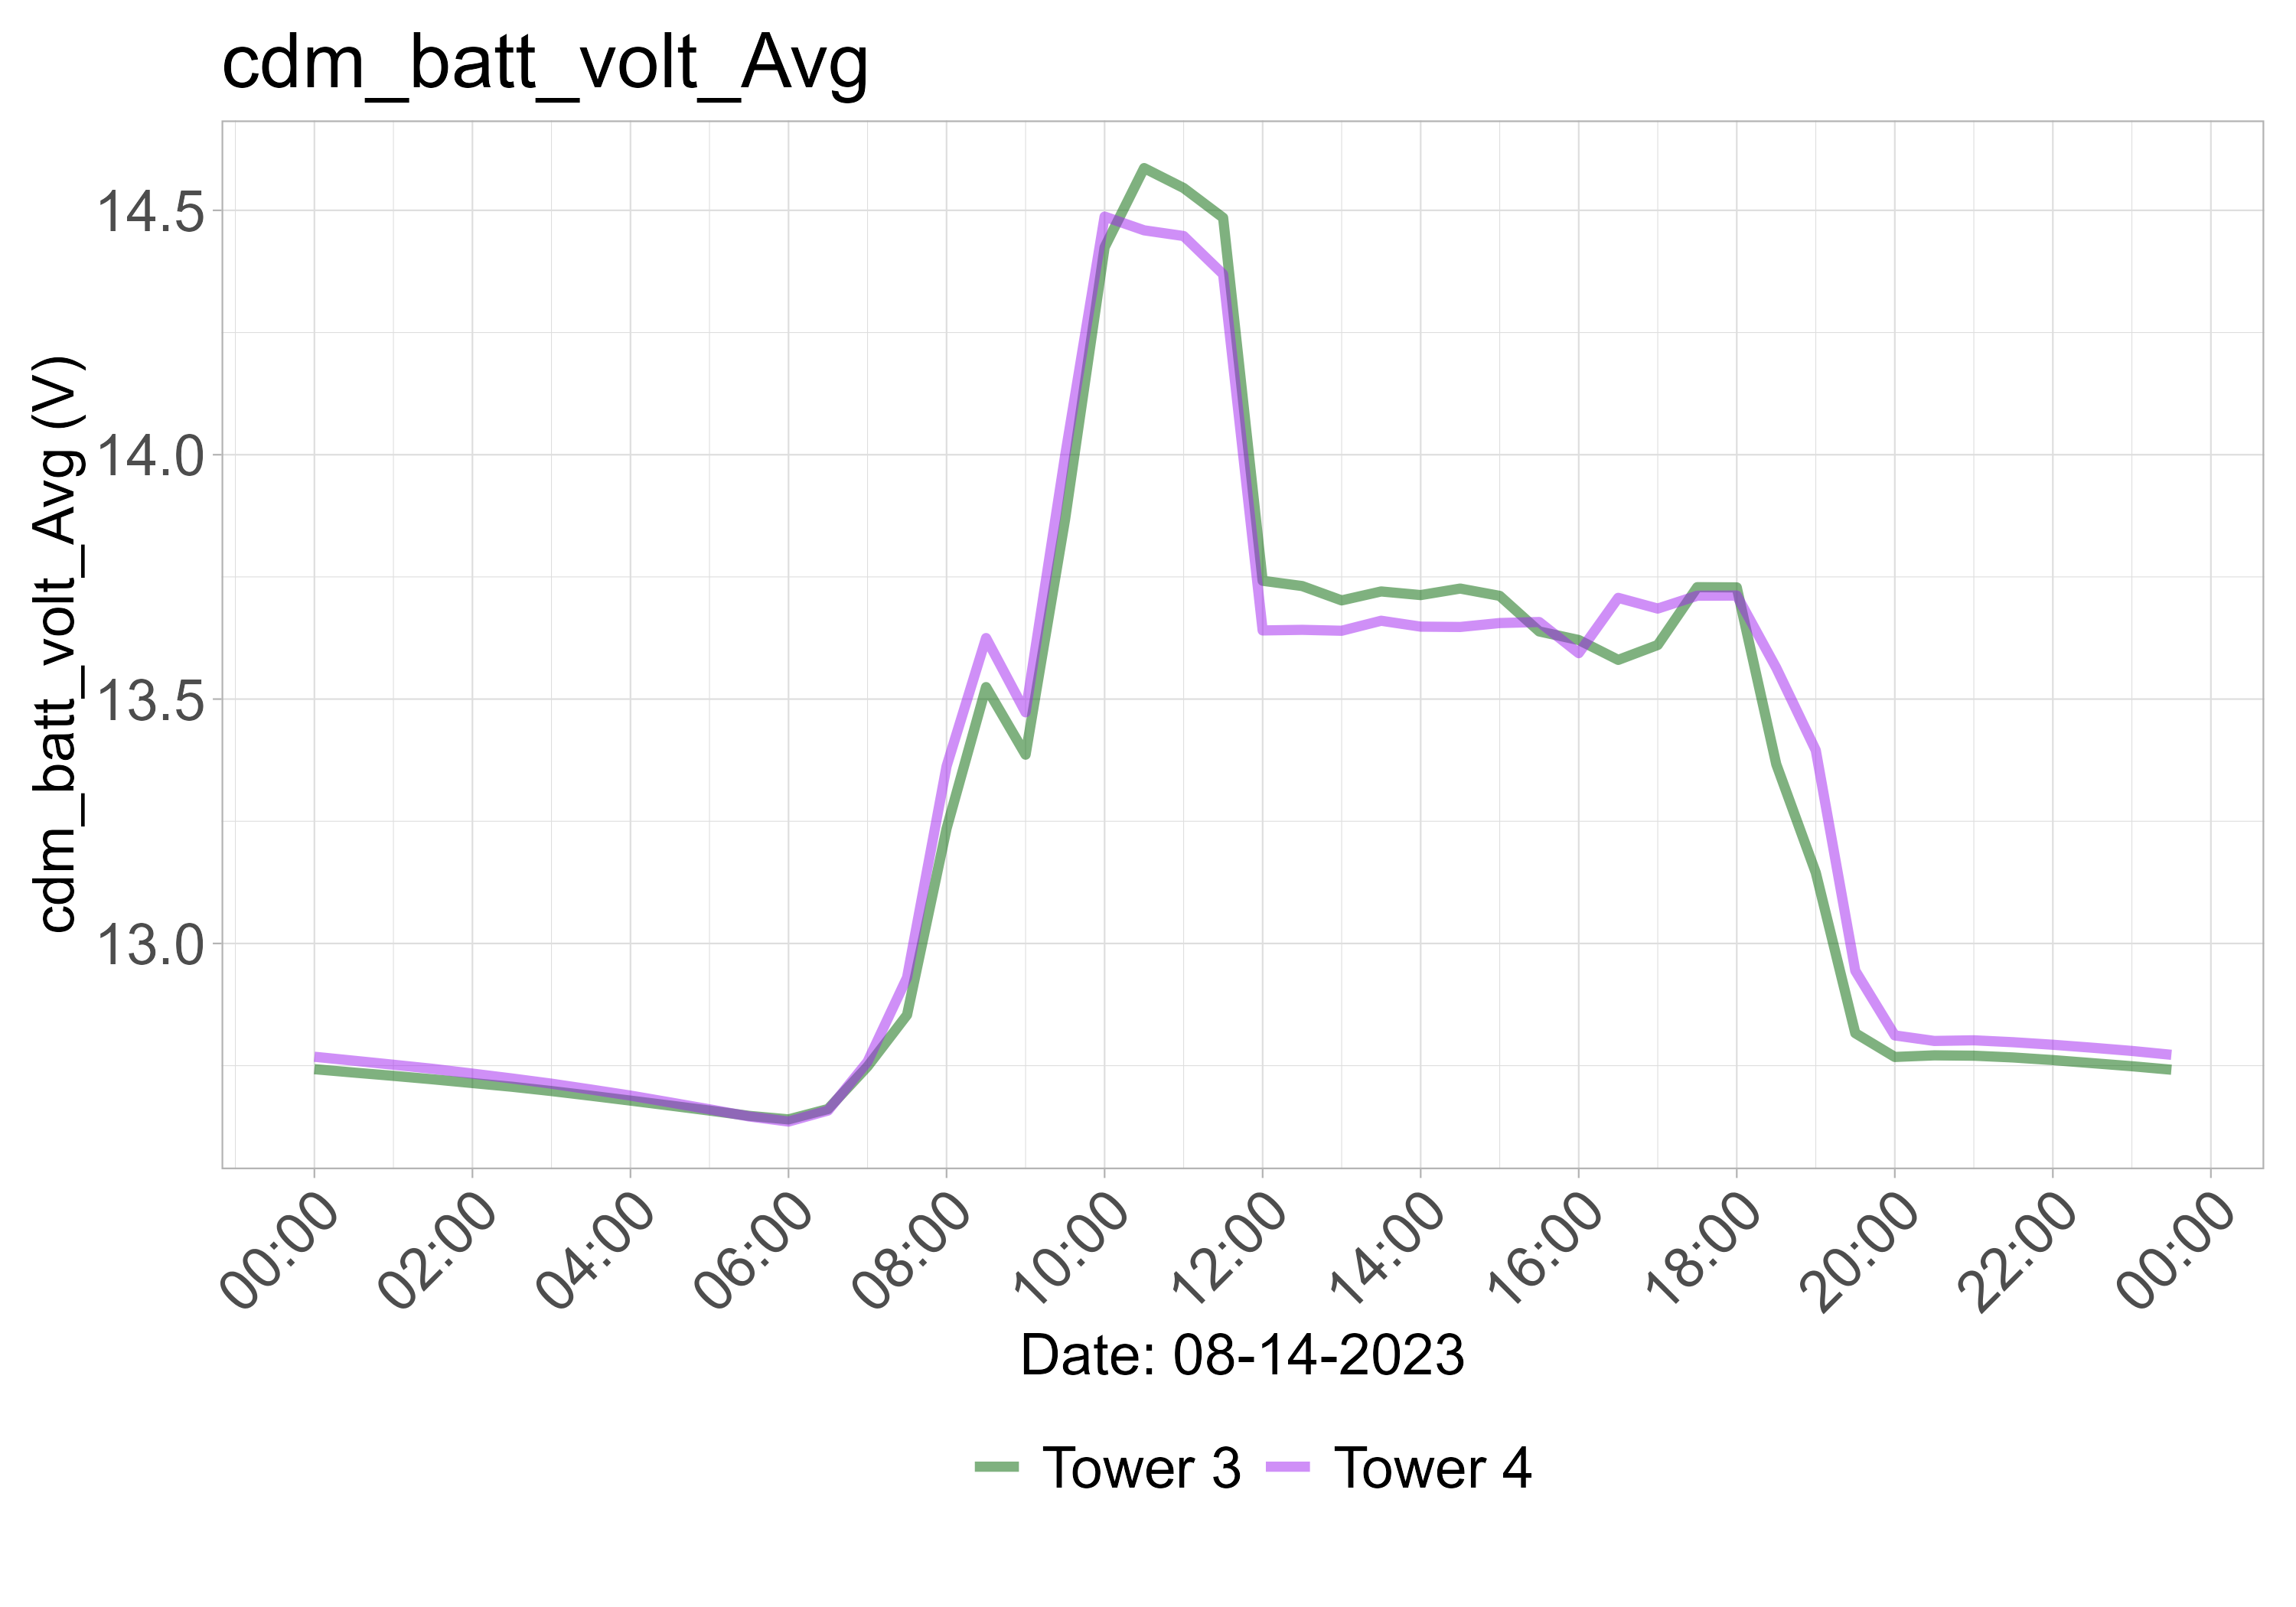 cdm_batt_volt_Avg
cdm_batt_volt_Avg (V)
14.5
14.0
13.5
13.0
00:00 02:00 04:00 06:00 08:00 10:00 12:00 14:00 16:00 18:00 20:00 22:00 00:00
Date: 08-14-2023
Tower 3 Tower 4